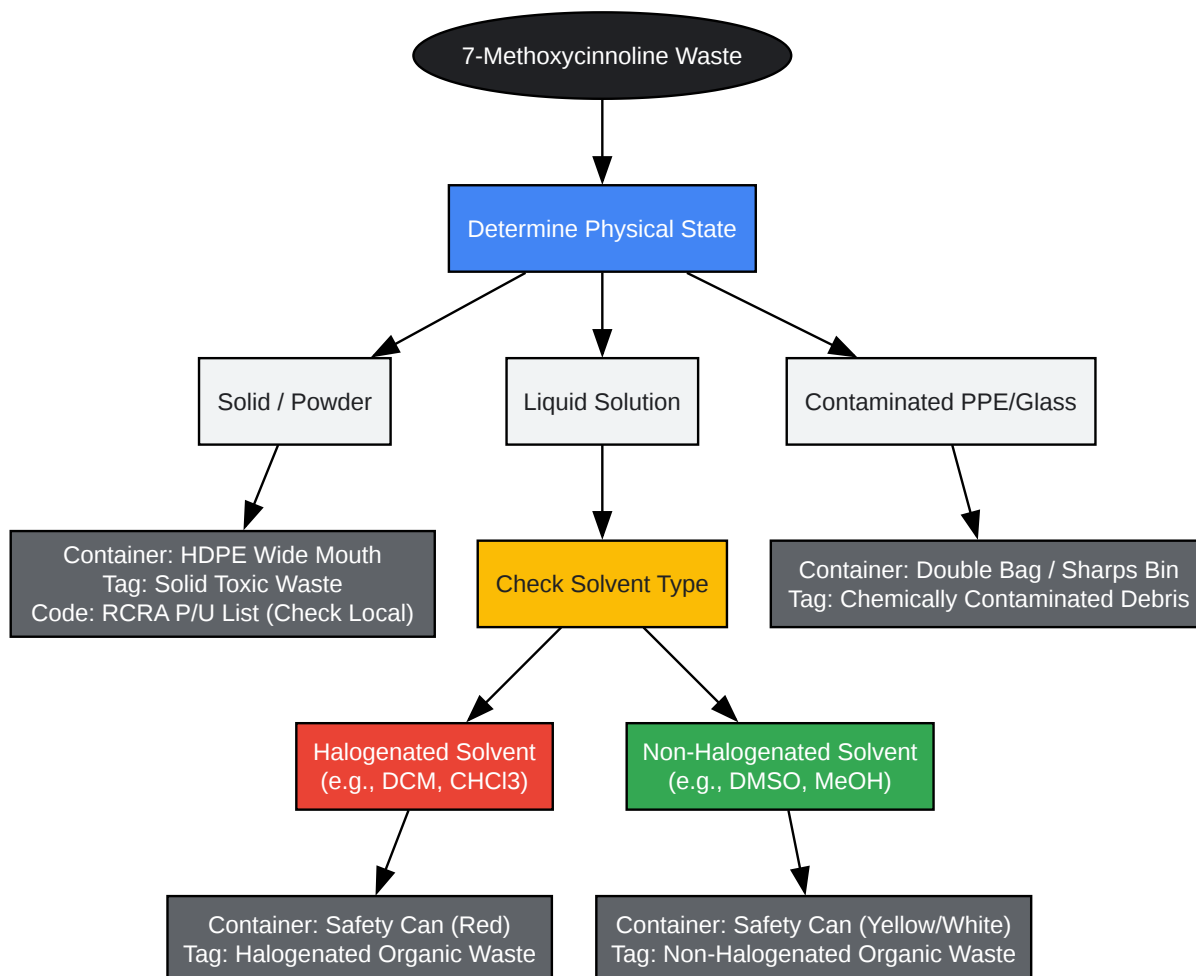 7-Methoxycinnoline Waste
Determine Physical State
Solid / Powder
Liquid Solution
Contaminated PPE/Glass
Container: HDPE Wide Mouth
Tag: Solid Toxic Waste
Code: RCRA P/U List (Check Local)
Check Solvent Type
Container: Double Bag / Sharps Bin
Tag: Chemically Contaminated Debris
Halogenated Solvent
(e.g., DCM, CHCl3)
Non-Halogenated Solvent
(e.g., DMSO, MeOH)
Container: Safety Can (Red)
Tag: Halogenated Organic Waste
Container: Safety Can (Yellow/White)
Tag: Non-Halogenated Organic Waste